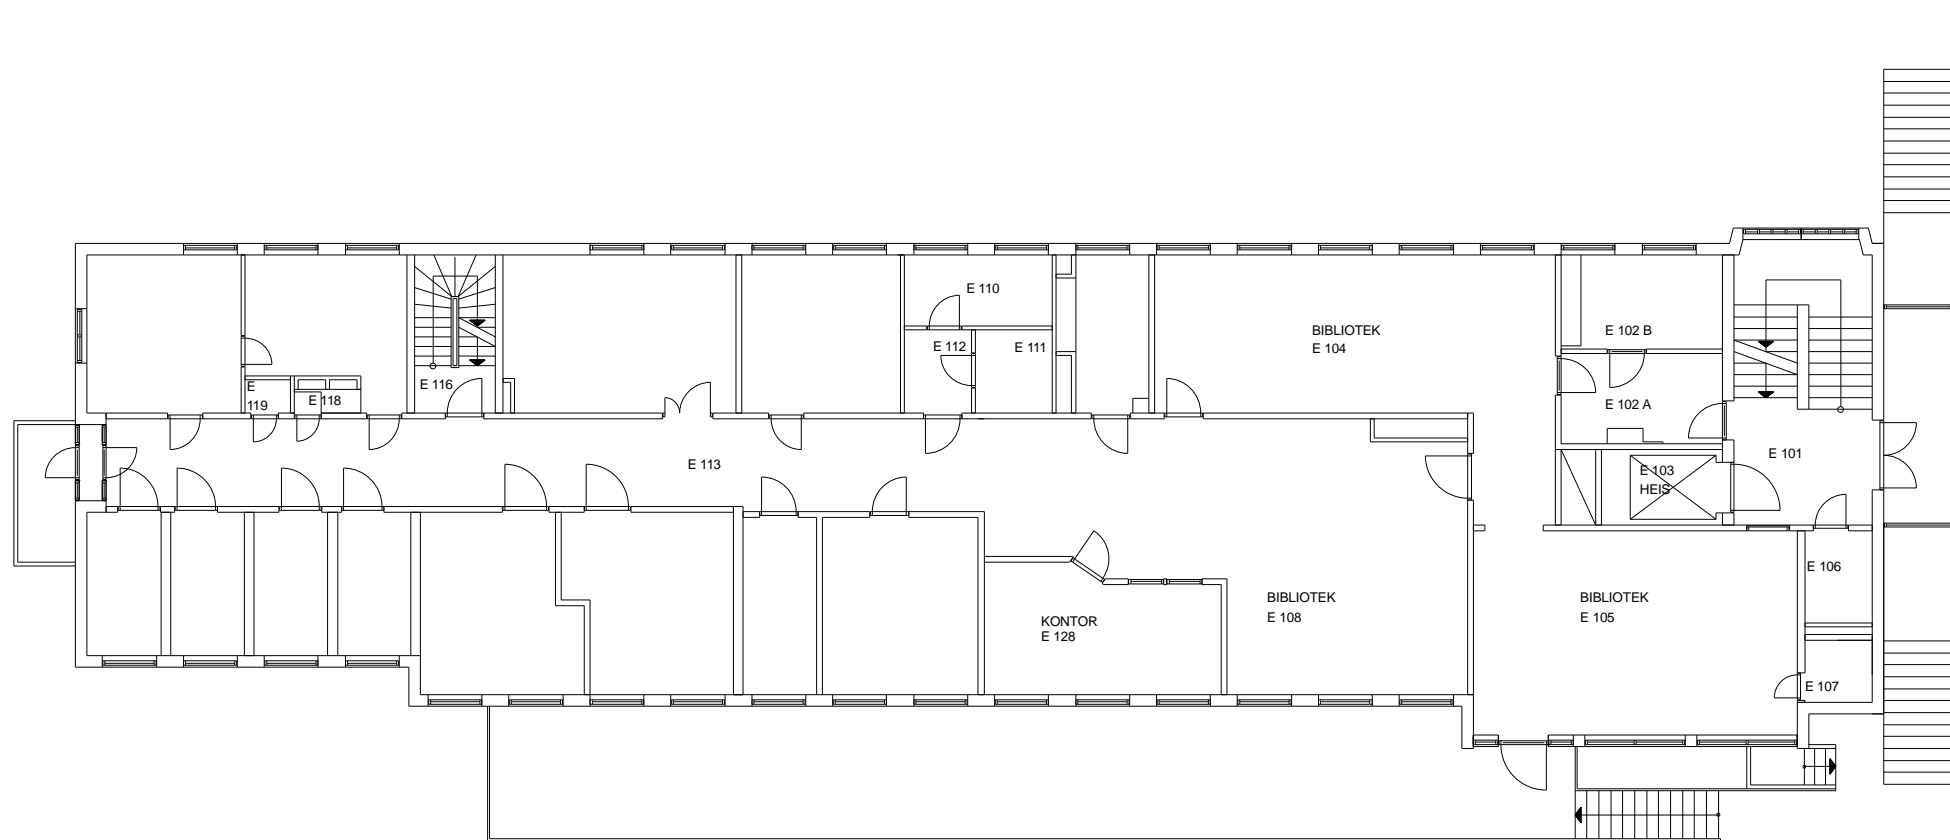 E 110
E 112
E 111
BIBLIOTEK
E 104
E 102 B
E 116
E
119
E 118
E 102 A
E 113
E 101
E 103
HEIS
E 106
BIBLIOTEK
E 108
BIBLIOTEK
E 105
KONTOR
E 128
E 107